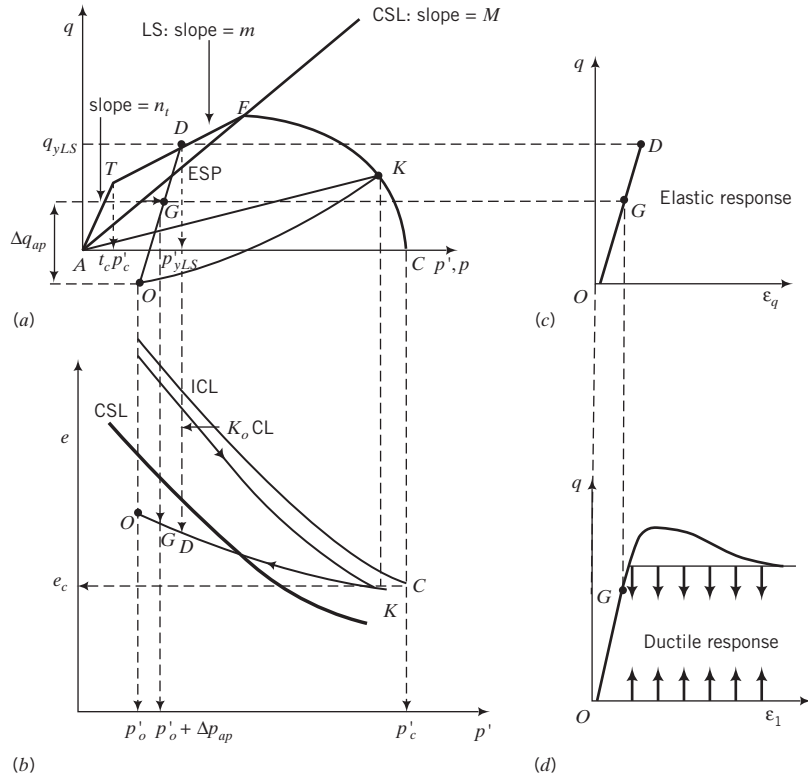 q
LS: slope = m
CSL: slope = M
slope = n_t
F
D
q_yLS
T
ESP
K
G
Δq_ap
A
t_c p'_c
p'_yLS
C p', p
O
(a)
q
D
G
Elastic response
O
ε_q
(c)
e
CSL
ICL
K_o CL
O
G
D
e_c
C
K
p'_o
p'_o + Δp_ap
p'_c
p'
(b)
q
G
Ductile response
O
ε_1
(d)